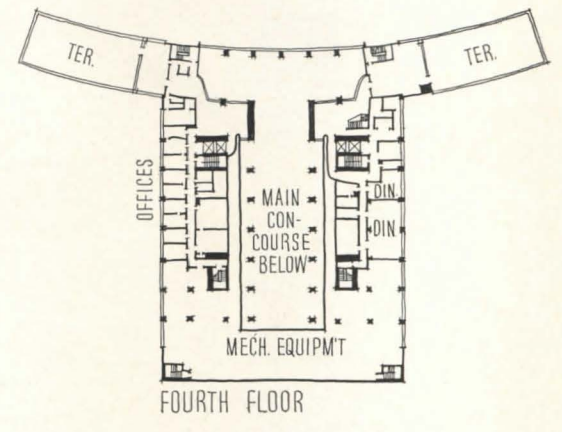 TER.
TER.
OFFICES
MAIN
CON-
COURSE
BELOW
DIN.
DIN
MECH. EQUIPM'T
FOURTH FLOOR